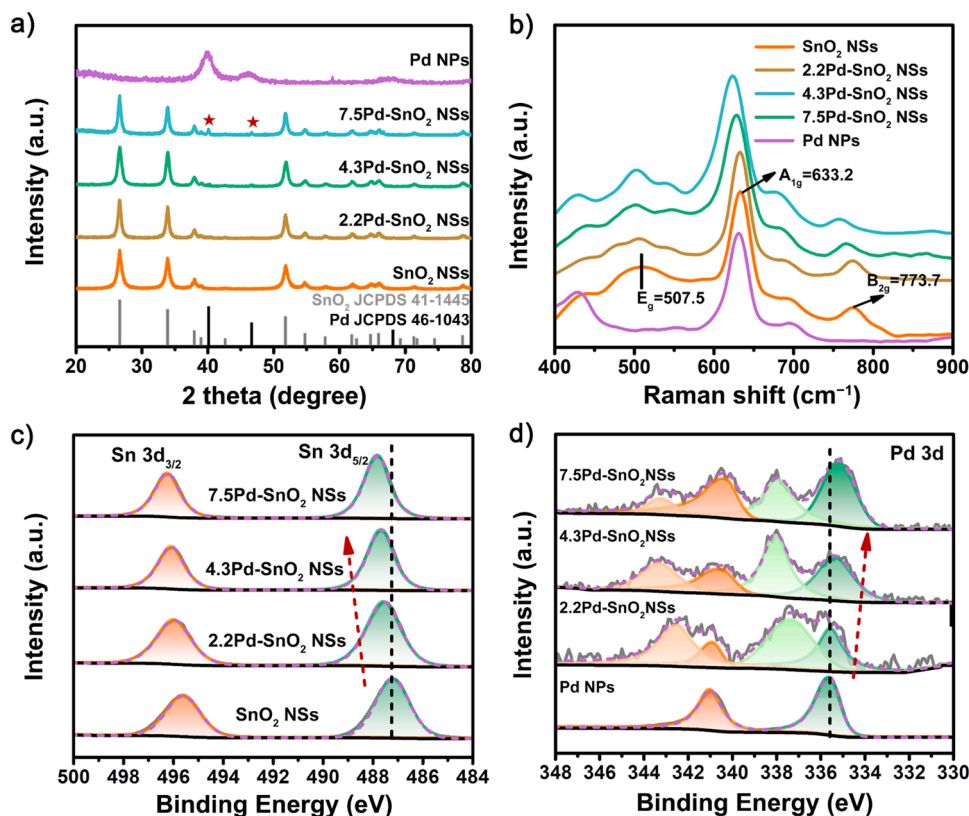 a)
Intensity (a.u.)
Pd NPs
7.5Pd-SnO₂ NSs
4.3Pd-SnO₂ NSs
2.2Pd-SnO₂ NSs
SnO₂ NSs
SnO₂ JCPDS 41-1445
Pd JCPDS 46-1043
20 30 40 50 60 70 80
2 theta (degree)
b)
Intensity (a.u.)
SnO₂ NSs
2.2Pd-SnO₂ NSs
4.3Pd-SnO₂ NSs
7.5Pd-SnO₂ NSs
Pd NPs
A₁g=633.2
Eg=507.5
B₂g=773.7
400 500 600 700 800 900
Raman shift (cm⁻¹)
c)
Intensity (a.u.)
Sn 3d₃/₂
Sn 3d₅/₂
7.5Pd-SnO₂ NSs
4.3Pd-SnO₂ NSs
2.2Pd-SnO₂ NSs
SnO₂ NSs
500 498 496 494 492 490 488 486 484
Binding Energy (eV)
d)
Intensity (a.u.)
Pd 3d
7.5Pd-SnO₂NSs
4.3Pd-SnO₂ NSs
2.2Pd-SnO₂NSs
Pd NPs
348 346 344 342 340 338 336 334 332 330
Binding Energy (eV)